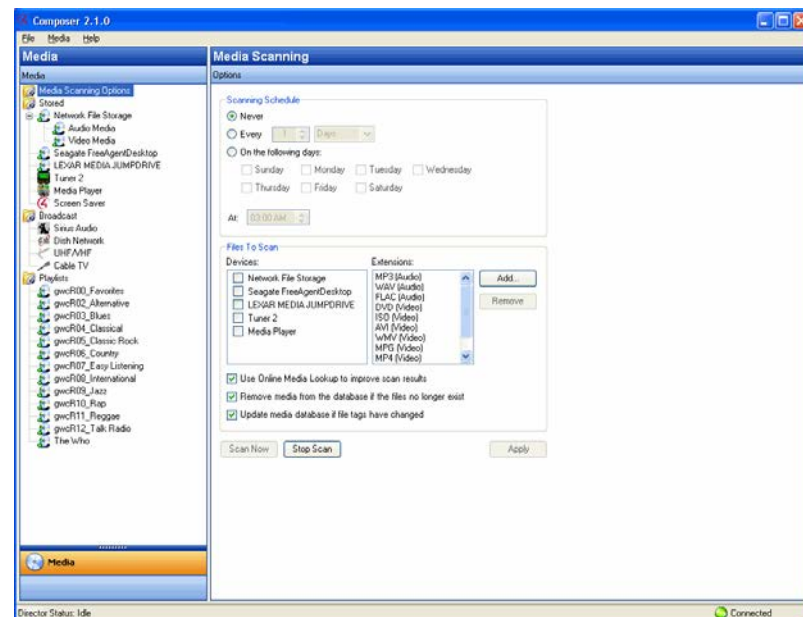 Composer 2.1.0
File Media Help
Media
Media
Media Scanning Options
Stored
Network File Storage
Audio Media
Video Media
Seagate FreeAgentDesktop
LEXAR MEDIA JUMPDRIVE
Tuner 2
Media Player
Screen Saver
Broadcast
Sirius Audio
Dish Network
UHF/VHF
Cable TV
Playlists
gwcR00_Favorites
gwcR02_Alternative
gwcR03_Blues
gwcR04_Classical
gwcR05_Classic Rock
gwcR06_Country
gwcR07_Easy Listening
gwcR08_International
gwcR09_Jazz
gwcR10_Rap
gwcR11_Reggae
gwcR12_Talk Radio
The Who
Media
Media Scanning
Options
Scanning Schedule
Never
Every 1 Days
On the following days:
Sunday Monday Tuesday Wednesday
Thursday Friday Saturday
At: 03:00 AM
Files To Scan
Devices:
Network File Storage
Seagate FreeAgentDesktop
LEXAR MEDIA JUMPDRIVE
Tuner 2
Media Player
Extensions:
MP3 (Audio)
WAV (Audio)
FLAC (Audio)
DVD (Video)
ISO (Video)
AVI (Video)
WMV (Video)
MPG (Video)
MP4 (Video)
Add...
Remove
Use Online Media Lookup to improve scan results
Remove media from the database if the files no longer exist
Update media database if file tags have changed
Scan Now Stop Scan Apply
Director Status: Idle Connected